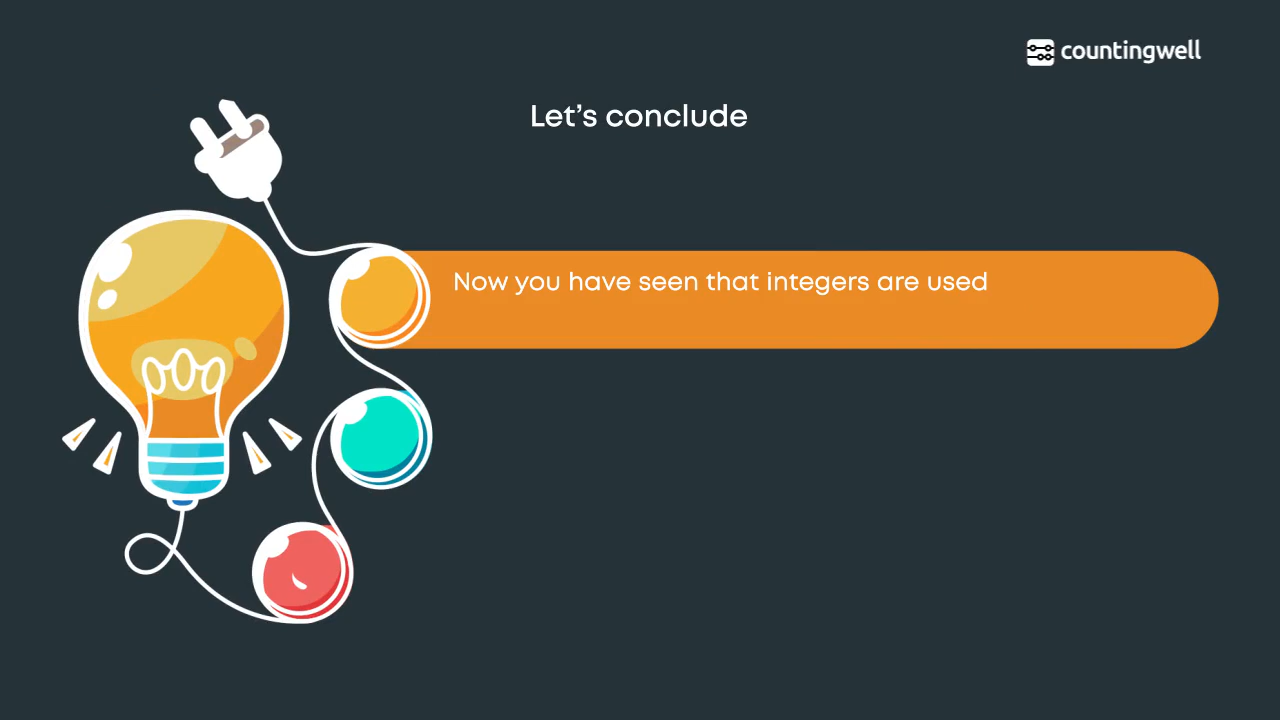 countingwell
Let's conclude
Now you have seen that integers are used